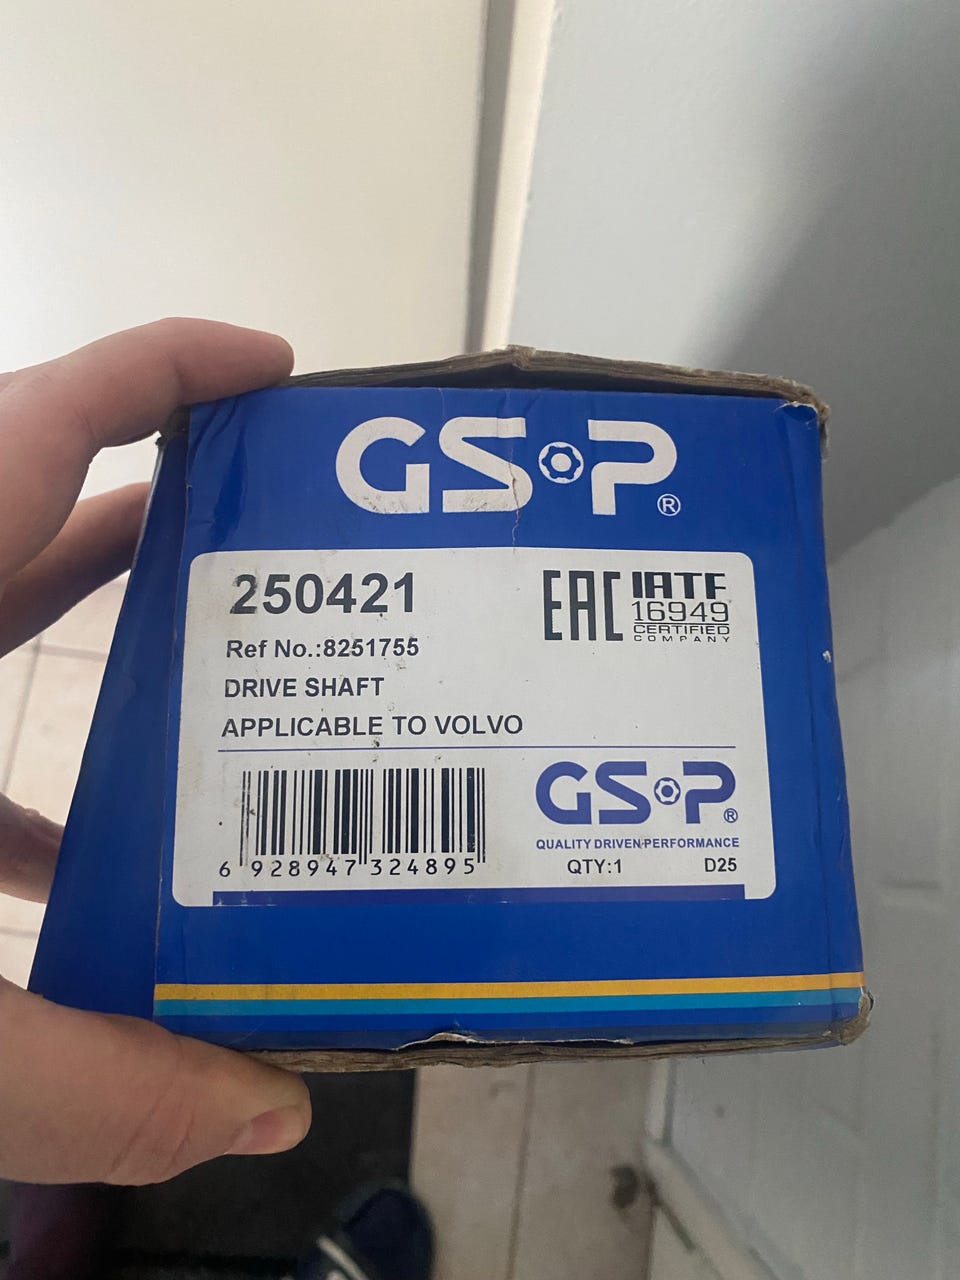 GSP®
250421
EAC IATF
16949
CERTIFIED
COMPANY
Ref No.:8251755
DRIVE SHAFT
APPLICABLE TO VOLVO
GSP®
QUALITY DRIVEN PERFORMANCE
6 928947 324895
QTY:1 D25